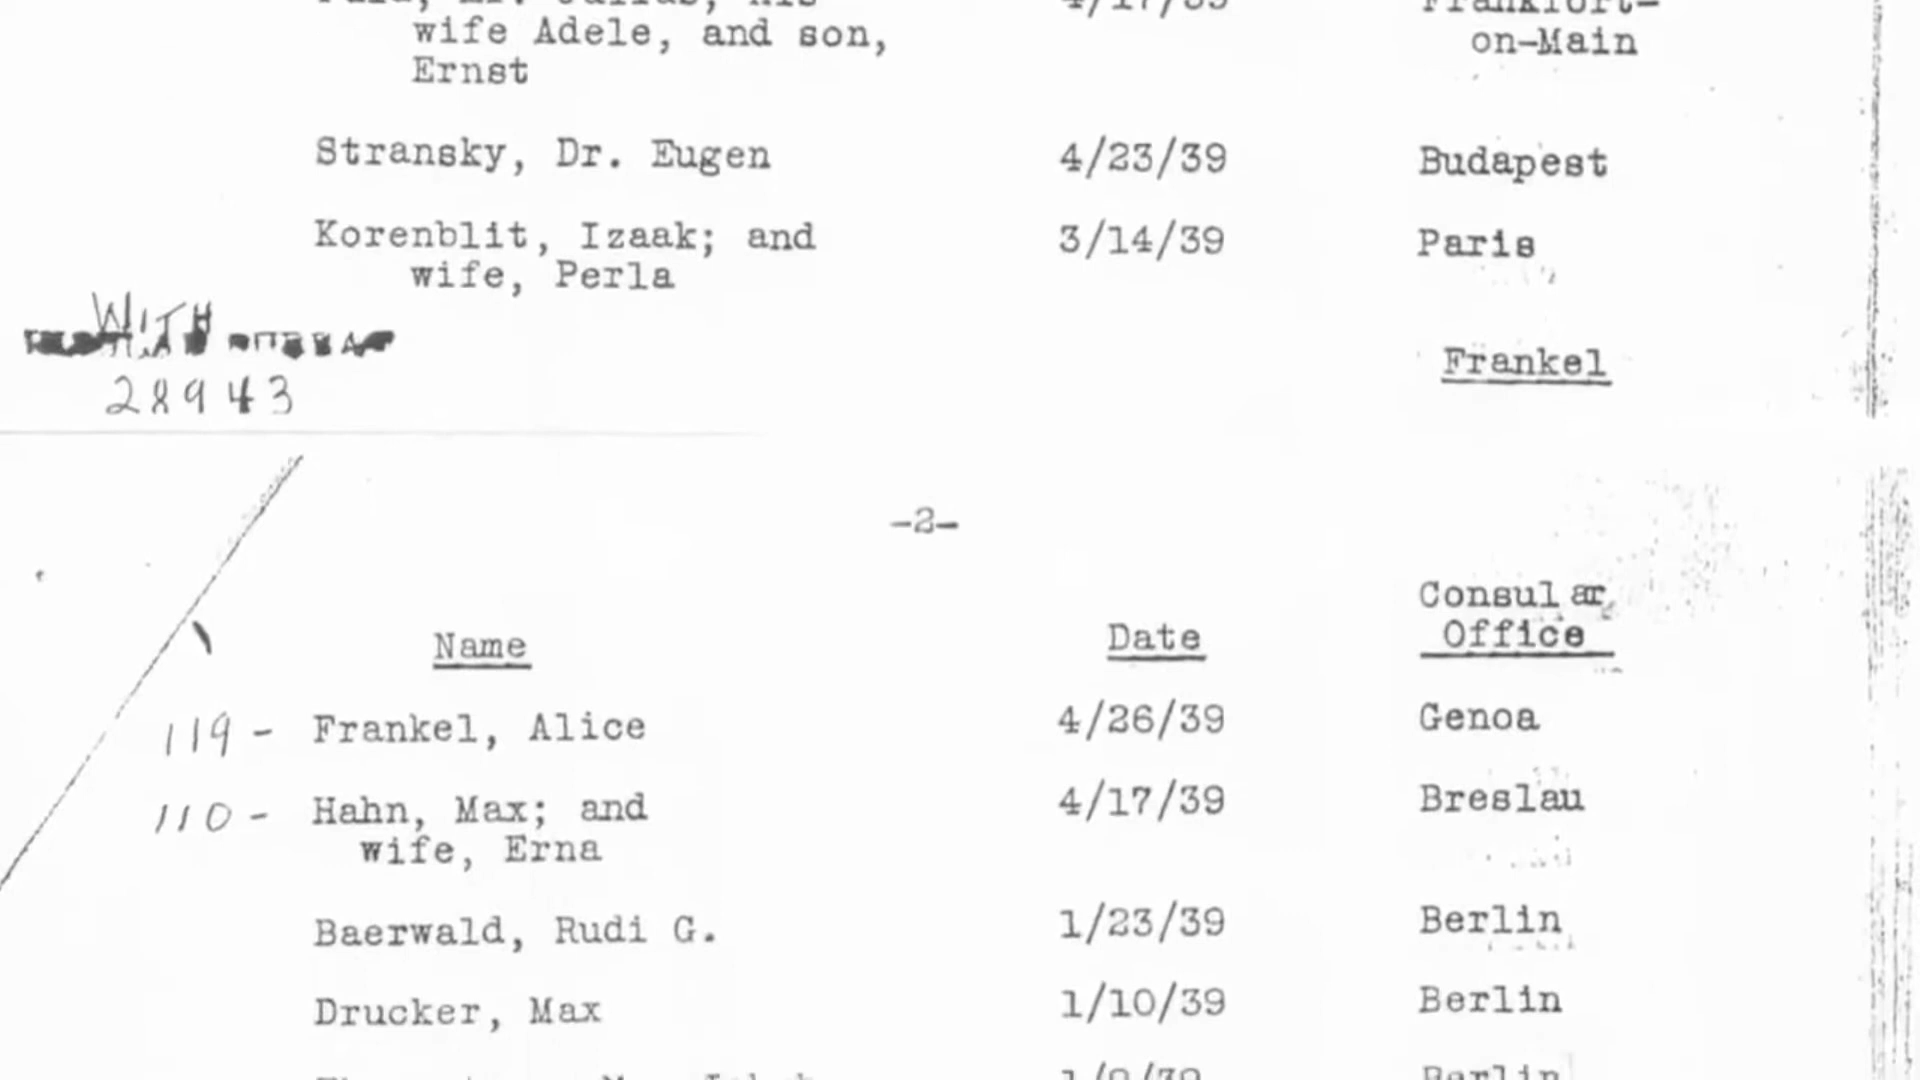 wife Adele, and son,
on-Main
Ernst
Stransky, Dr. Eugen 4/23/39 Budapest
Korenblit, Izaak; and 3/14/39 Paris
wife, Perla
WITH
28943
Frankel
-2-
Consular
Name Date Office
119- Frankel, Alice 4/26/39 Genoa
110- Hahn, Max; and 4/17/39 Breslau
wife, Erna
Baerwald, Rudi G. 1/23/39 Berlin
Drucker, Max 1/10/39 Berlin
Berlin